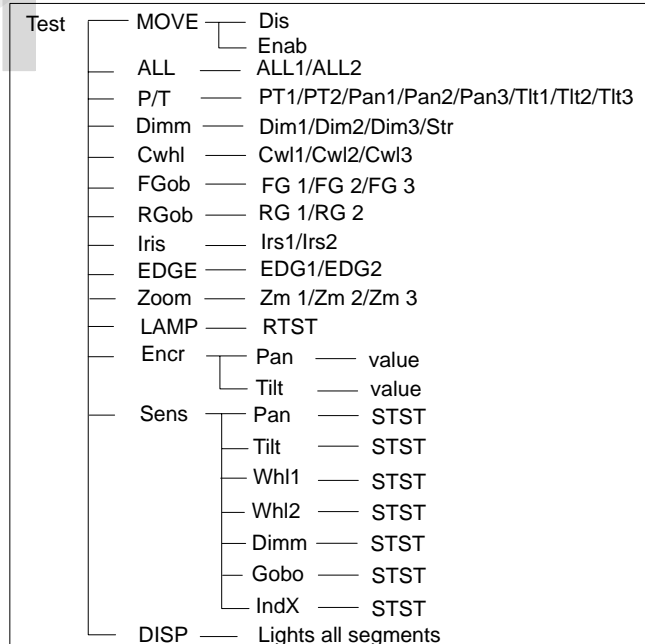 Test MOVE Dis
Enab
ALL ALL1/ALL2
P/T PT1/PT2/Pan1/Pan2/Pan3/Tlt1/Tlt2/Tlt3
Dimm Dim1/Dim2/Dim3/Str
Cwhl Cwl1/Cwl2/Cwl3
FGob FG 1/FG 2/FG 3
RGob RG 1/RG 2
Iris Irs1/Irs2
EDGE EDG1/EDG2
Zoom Zm 1/Zm 2/Zm 3
LAMP RTST
Encr Pan value
Tilt value
Sens Pan STST
Tilt STST
Whl1 STST
Whl2 STST
Dimm STST
Gobo STST
IndX STST
DISP Lights all segments